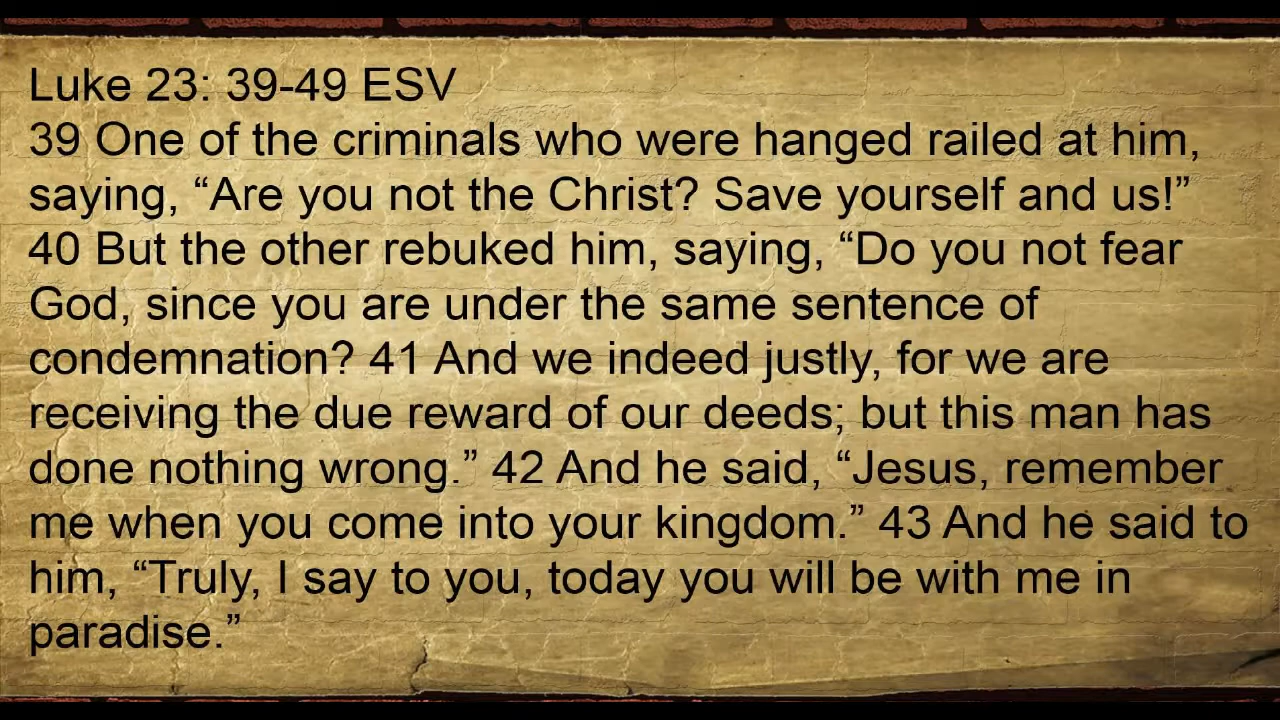 Luke 23: 39-49 ESV
39 One of the criminals who were hanged railed at him,
saying, “Are you not the Christ? Save yourself and us!”
40 But the other rebuked him, saying, “Do you not fear
God, since you are under the same sentence of
condemnation? 41 And we indeed justly, for we are
receiving the due reward of our deeds; but this man has
done nothing wrong.” 42 And he said, “Jesus, remember
me when you come into your kingdom.” 43 And he said to
him, “Truly, I say to you, today you will be with me in
paradise.”